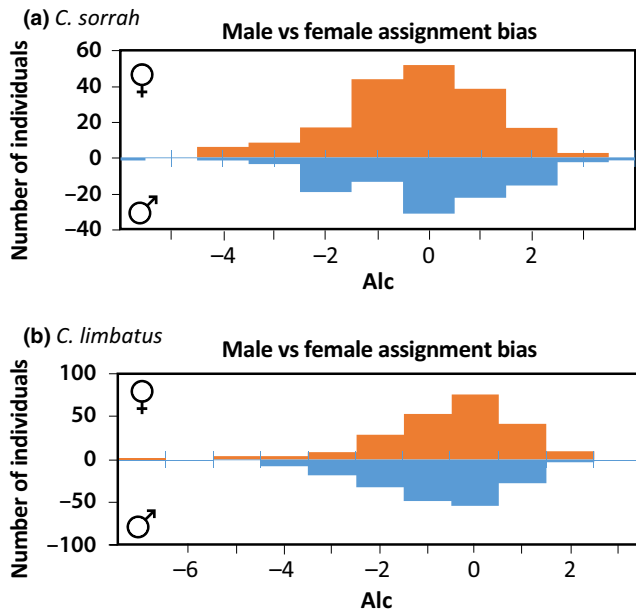 (a) C. sorrah
Male vs female assignment bias
Number of individuals
60
40
20
0
−20
−40
♀
♂
−4 −2 0 2
Alc
(b) C. limbatus
Male vs female assignment bias
Number of individuals
100
50
0
−50
−100
♀
♂
−6 −4 −2 0 2
Alc